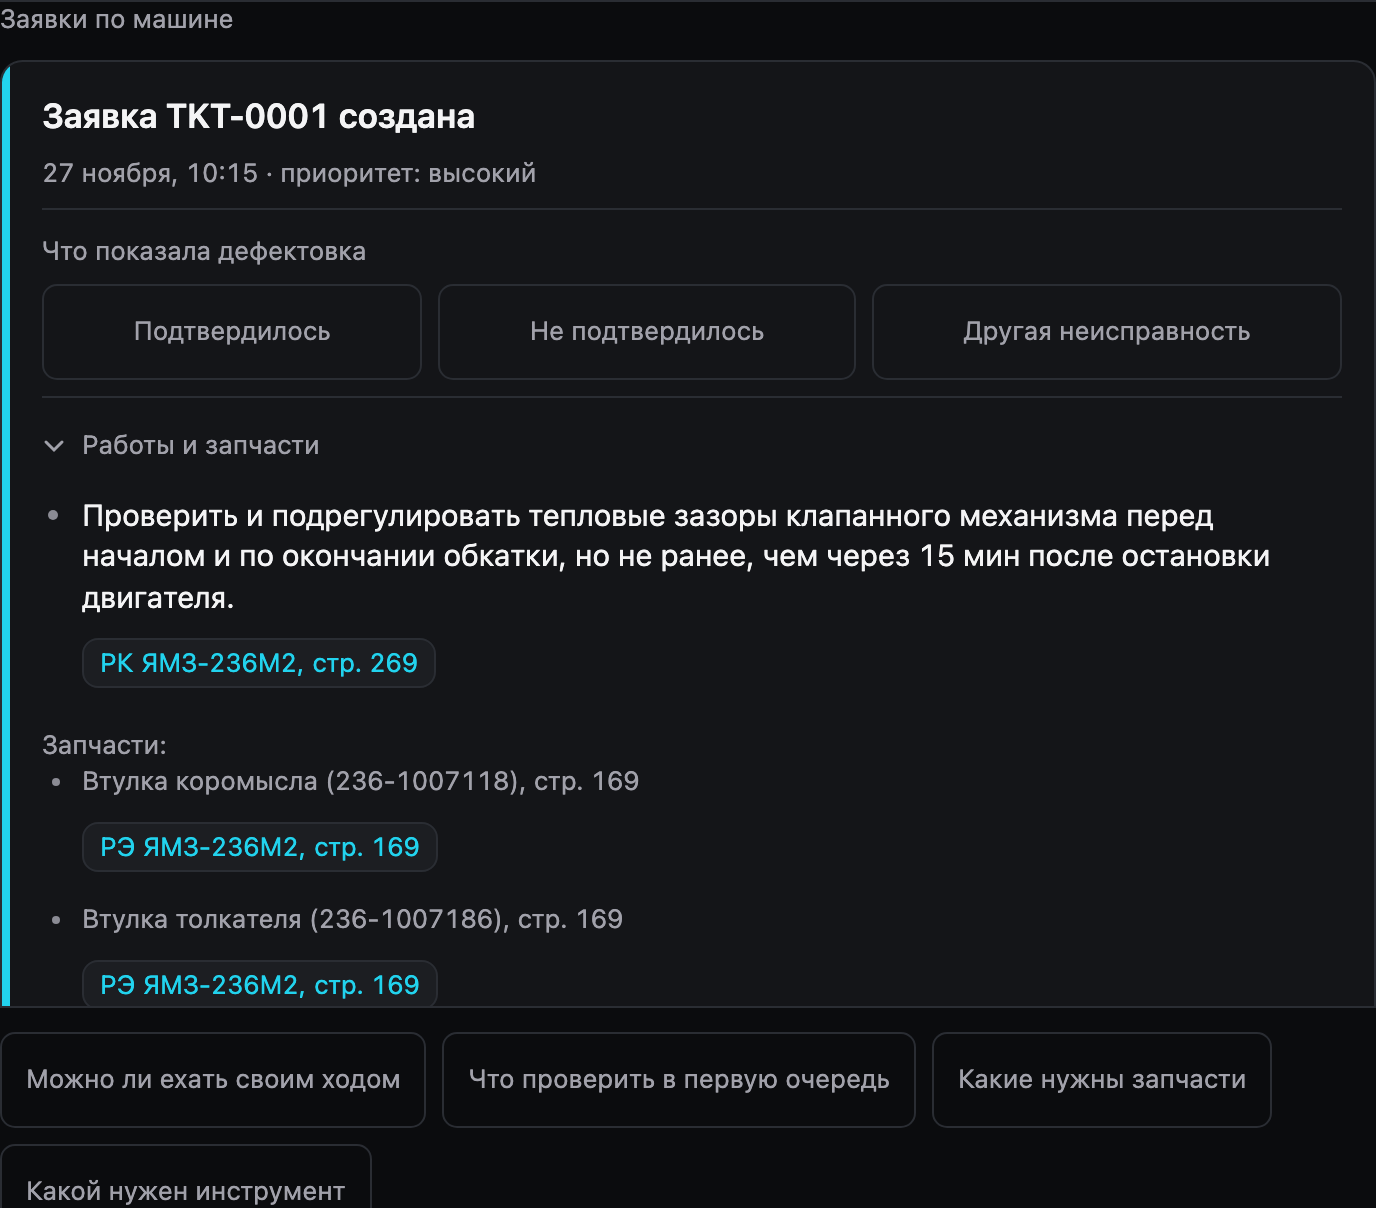 Заявки по машине
Заявка ТКТ-0001 создана
27 ноября, 10:15 · приоритет: высокий
Что показала дефектовка
Подтвердилось
Не подтвердилось
Другая неисправность
Работы и запчасти
• Проверить и подрегулировать тепловые зазоры клапанного механизма перед
началом и по окончании обкатки, но не ранее, чем через 15 мин после остановки
двигателя.
РК ЯМЗ-236М2, стр. 269
Запчасти:
• Втулка коромысла (236-1007118), стр. 169
РЭ ЯМЗ-236М2, стр. 169
• Втулка толкателя (236-1007186), стр. 169
РЭ ЯМЗ-236М2, стр. 169
Можно ли ехать своим ходом
Что проверить в первую очередь
Какие нужны запчасти
Какой нужен инструмент